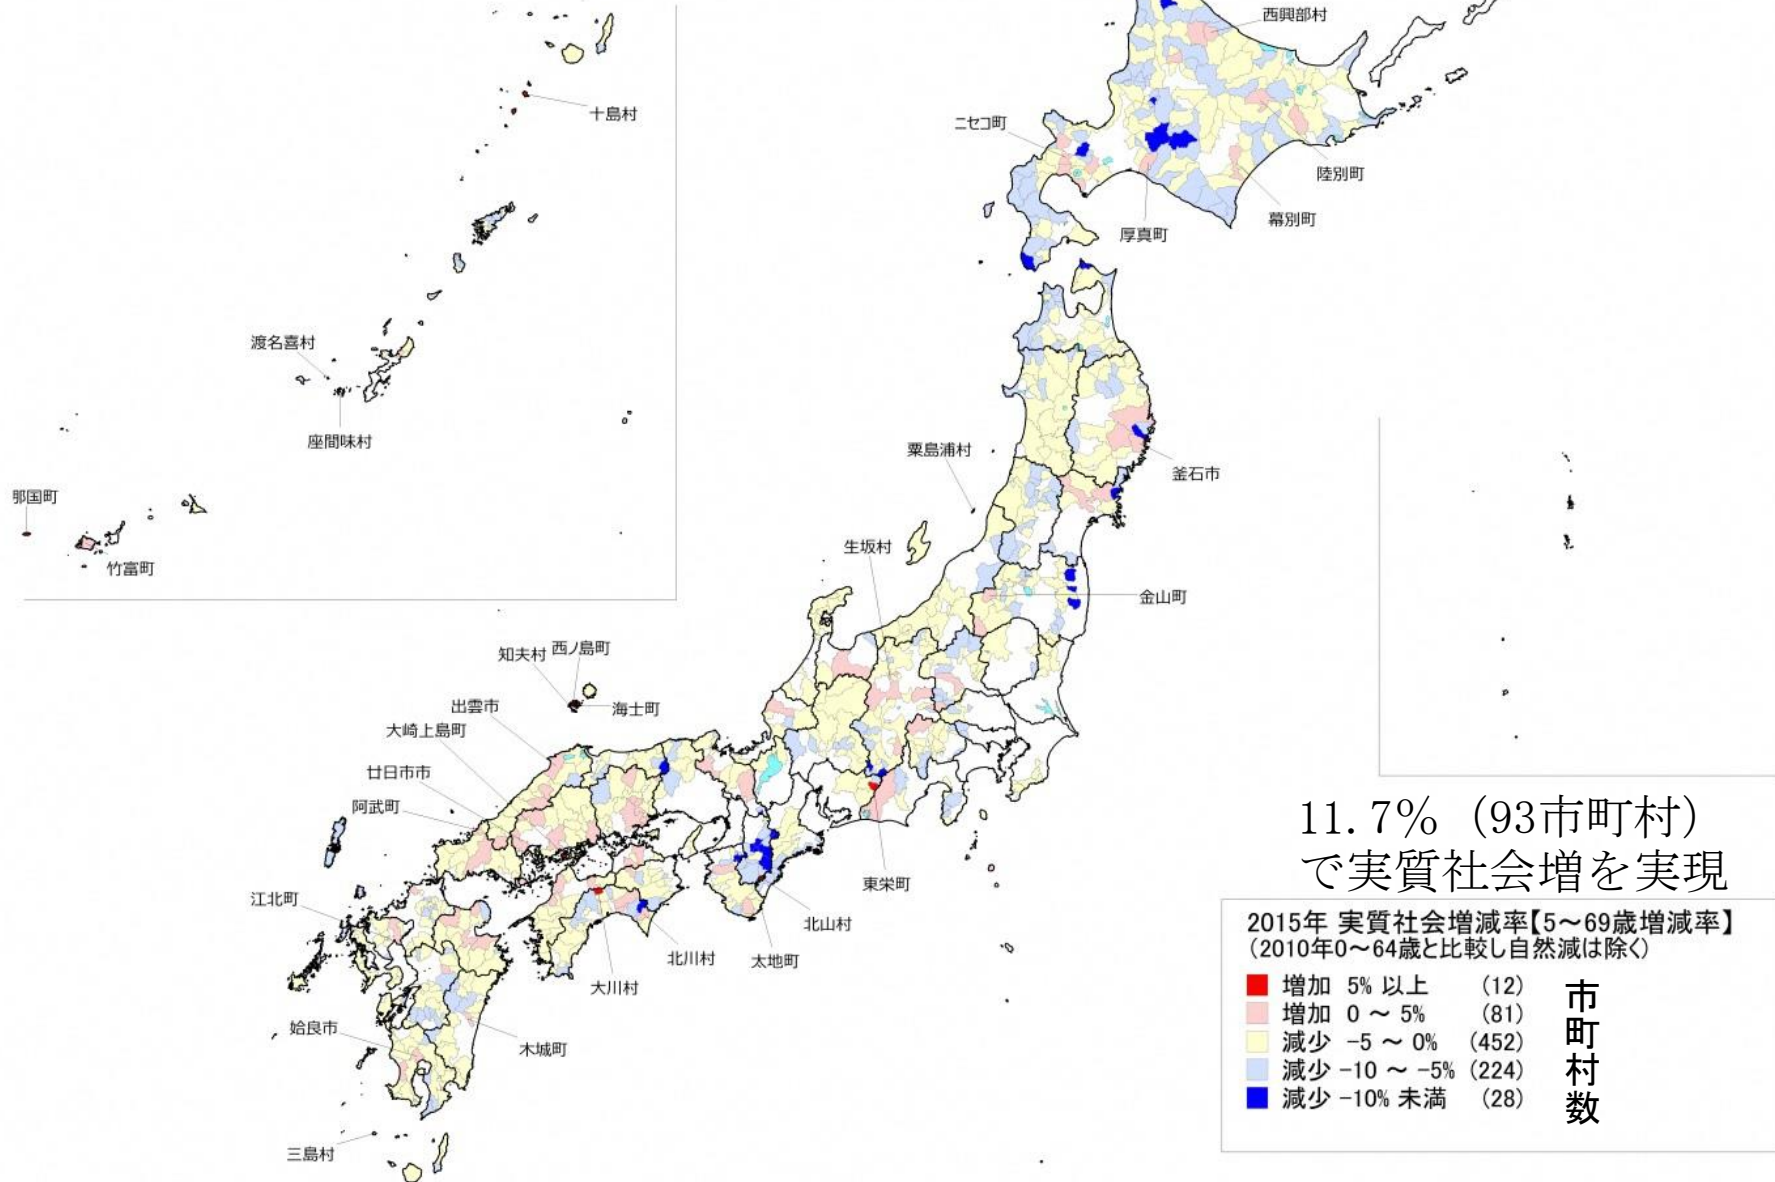 西興部村
十島村
ニセコ町
陸別町
幕別町
厚真町
渡名喜村
座間味村
粟島浦村
釜石市
那国町
生坂村
竹富町
金山町
西ノ島町
知夫村
海士町
出雲市
大崎上島町
廿日市市
阿武町
11.7％（93市町村）
で実質社会増を実現
東栄町
江北町
北山村
北川村
太地町
大川村
姶良市
木城町
三島村
2015年 実質社会増減率【5～69歳増減率】
（2010年0～64歳と比較し自然減は除く）
増加 5% 以上 (12)
増加 0 ～ 5% (81)
減少 -5 ～ 0% (452)
減少 -10 ～ -5% (224)
減少 -10% 未満 (28)
市町村数